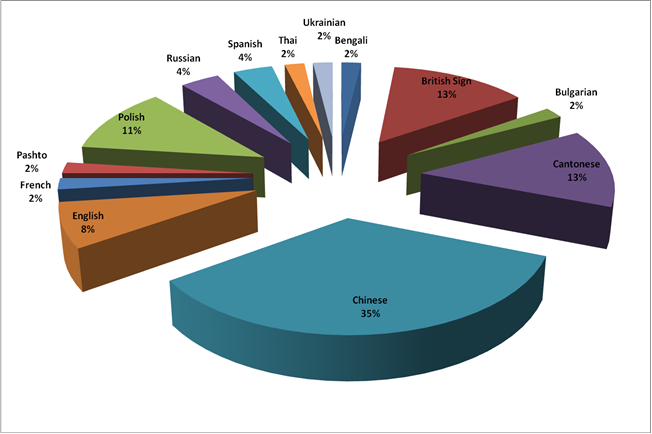 Ukrainian
2%
Bengali
2%
Thai
2%
Spanish
4%
Russian
4%
British Sign
13%
Bulgarian
2%
Polish
11%
Cantonese
13%
Pashto
2%
French
2%
English
8%
Chinese
35%